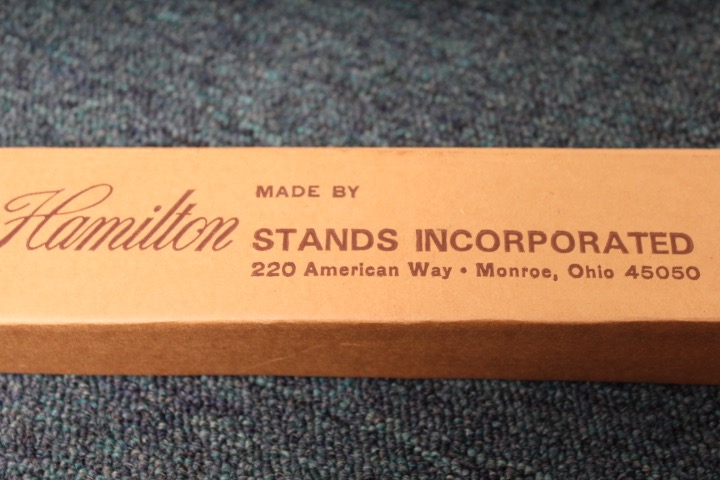 Hamilton
MADE BY
STANDS INCORPORATED
220 American Way • Monroe, Ohio 45050